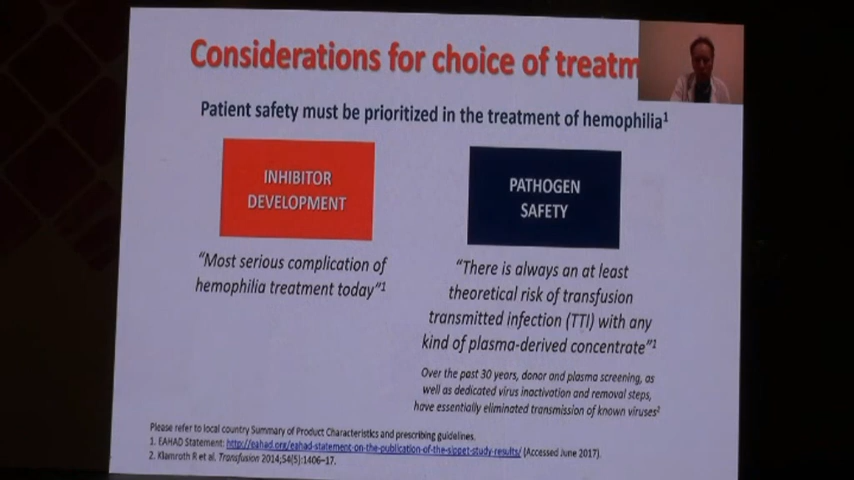 Considerations for choice of treatm
Patient safety must be prioritized in the treatment of hemophilia¹
INHIBITOR
DEVELOPMENT
PATHOGEN
SAFETY
“Most serious complication of
hemophilia treatment today”¹
“There is always an at least
theoretical risk of transfusion
transmitted infection (TTI) with any
kind of plasma-derived concentrate”¹
Over the past 30 years, donor and plasma screening, as
well as dedicated virus inactivation and removal steps,
have essentially eliminated transmission of known viruses²
Please refer to local country Summary of Product Characteristics and prescribing guidelines.
1. EAHAD Statement: http://eahad.org/eahad-statement-on-the-publication-of-the-sippet-study-results/ (Accessed June 2017).
2. Klamroth R et al. Transfusion 2014;54(5):1406–17.